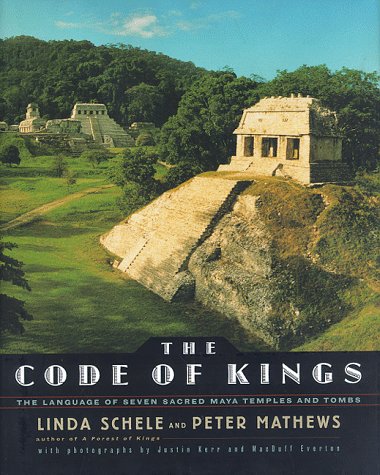 THE
CODE OF KINGS
THE LANGUAGE OF SEVEN SACRED MAYA TEMPLES AND TOMBS
LINDA SCHELE AND PETER MATHEWS
author of A Forest of Kings
with photographs by Justin Kerr and MacDuff Everton